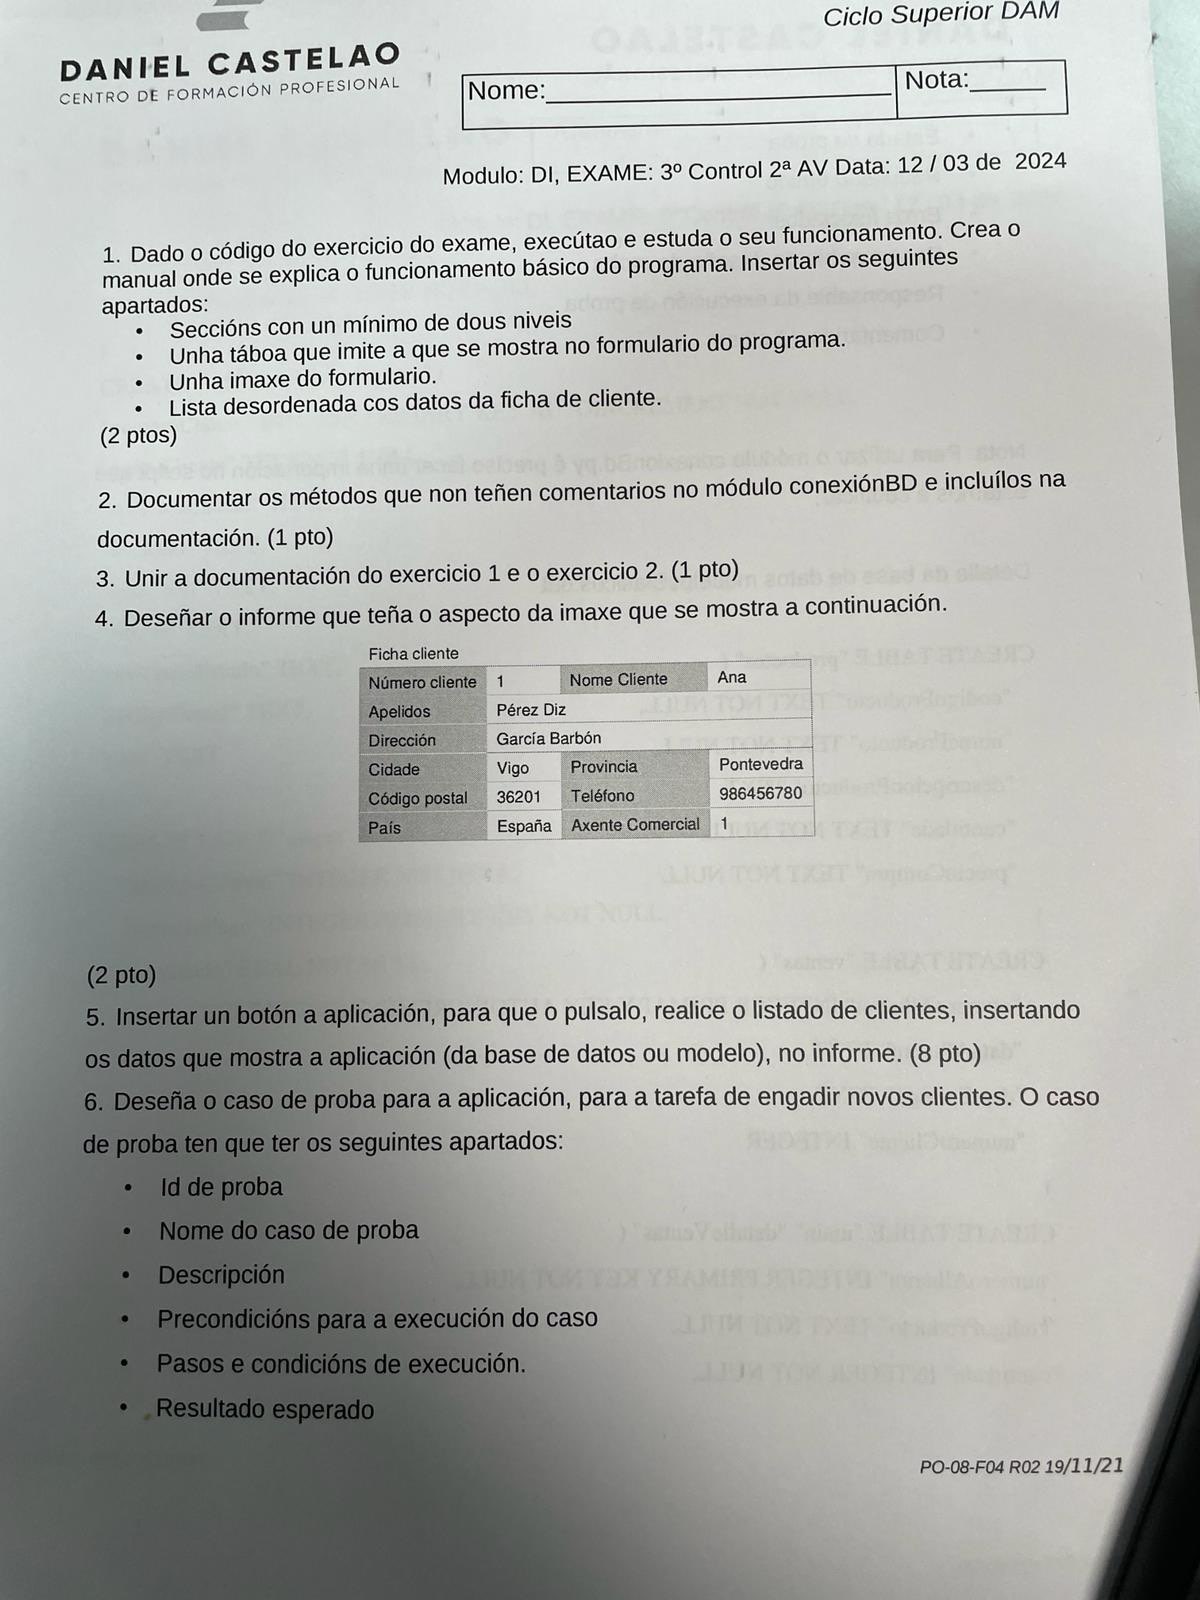 Ciclo Superior DAM
DANIEL CASTELAO
CENTRO DE FORMACIÓN PROFESIONAL
Nome: Nota:
Modulo: DI, EXAME: 3º Control 2ª AV Data: 12 / 03 de 2024
1. Dado o código do exercicio do exame, execútao e estuda o seu funcionamento. Crea o
manual onde se explica o funcionamento básico do programa. Insertar os seguintes
apartados:
• Seccións con un mínimo de dous niveis
• Unha táboa que imite a que se mostra no formulario do programa.
• Unha imaxe do formulario.
• Lista desordenada cos datos da ficha de cliente.
(2 ptos)
2. Documentar os métodos que non teñen comentarios no módulo conexiónBD e incluílos na
documentación. (1 pto)
3. Unir a documentación do exercicio 1 e o exercicio 2. (1 pto)
4. Deseñar o informe que teña o aspecto da imaxe que se mostra a continuación.
Ficha cliente
Número cliente 1 Nome Cliente Ana
Apelidos Pérez Diz
Dirección García Barbón
Cidade Vigo Provincia Pontevedra
Código postal 36201 Teléfono 986456780
País España Axente Comercial 1
(2 pto)
5. Insertar un botón a aplicación, para que o pulsalo, realice o listado de clientes, insertando
os datos que mostra a aplicación (da base de datos ou modelo), no informe. (8 pto)
6. Deseña o caso de proba para a aplicación, para a tarefa de engadir novos clientes. O caso
de proba ten que ter os seguintes apartados:
• Id de proba
• Nome do caso de proba
• Descripción
• Precondicións para a execución do caso
• Pasos e condicións de execución.
• Resultado esperado
PO-08-F04 R02 19/11/21